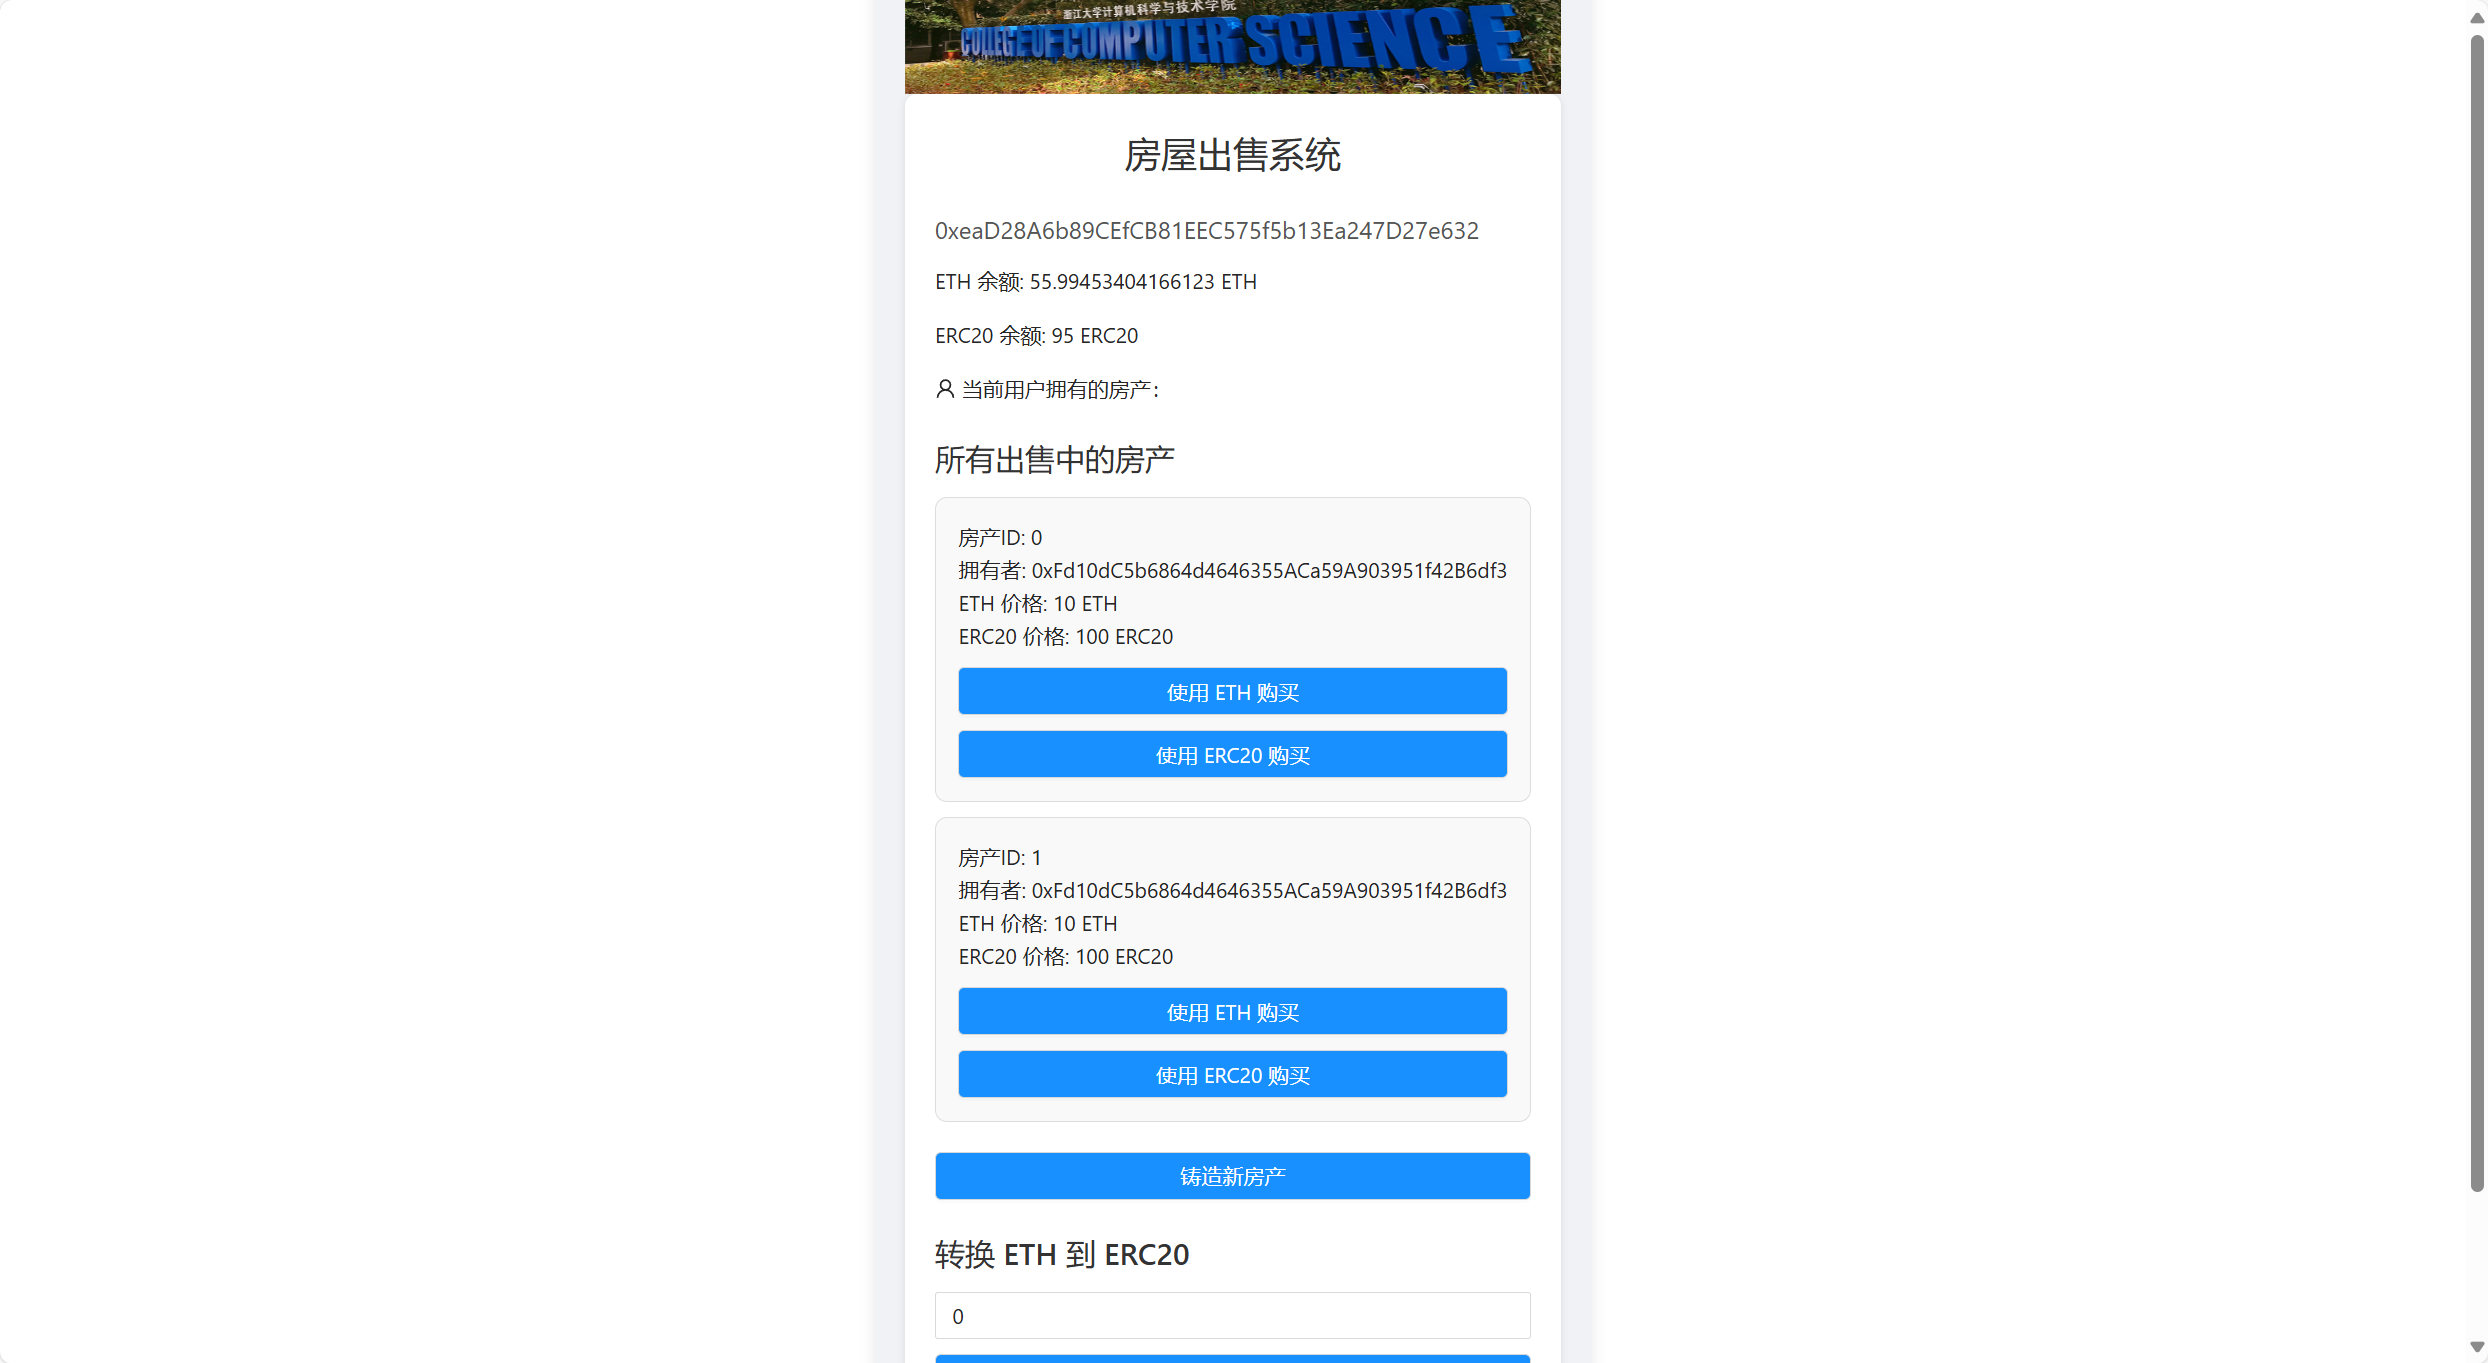 浙江大学计算机科学与技术学院
COLLEGE OF COMPUTER SCIENCE
房屋出售系统
0xeaD28A6b89CEfCB81EEC575f5b13Ea247D27e632
ETH 余额: 55.99453404166123 ETH
ERC20 余额: 95 ERC20
当前用户拥有的房产：
所有出售中的房产
房产ID: 0
拥有者: 0xFd10dC5b6864d4646355ACa59A903951f42B6df3
ETH 价格: 10 ETH
ERC20 价格: 100 ERC20
使用 ETH 购买
使用 ERC20 购买
房产ID: 1
拥有者: 0xFd10dC5b6864d4646355ACa59A903951f42B6df3
ETH 价格: 10 ETH
ERC20 价格: 100 ERC20
使用 ETH 购买
使用 ERC20 购买
铸造新房产
转换 ETH 到 ERC20
0